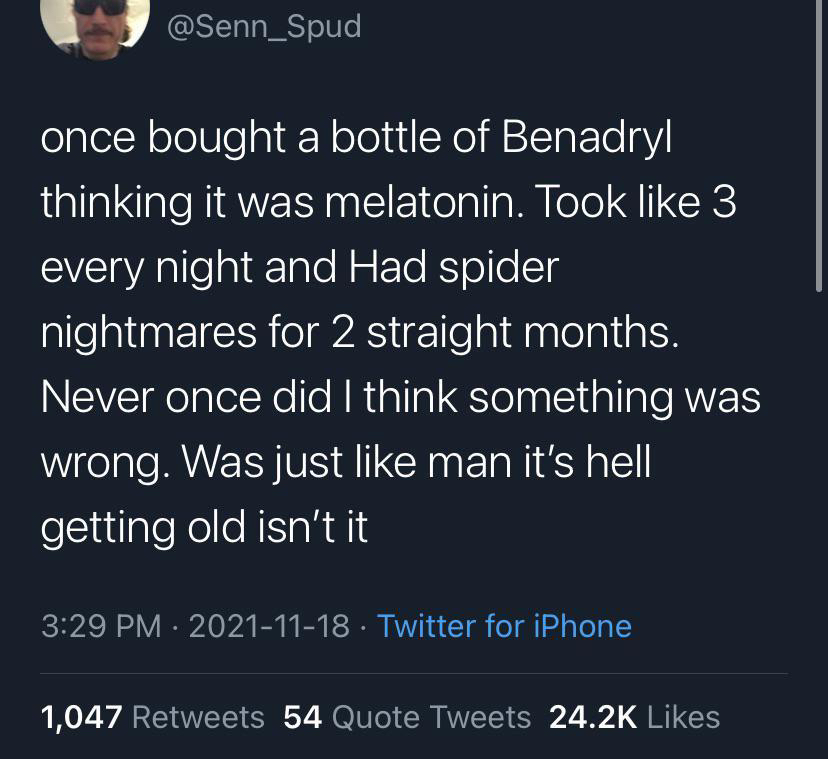 @Senn_Spud
once bought a bottle of Benadryl
thinking it was melatonin. Took like 3
every night and Had spider
nightmares for 2 straight months.
Never once did I think something was
wrong. Was just like man it’s hell
getting old isn’t it
3:29 PM · 2021-11-18 · Twitter for iPhone
1,047 Retweets 54 Quote Tweets 24.2K Likes